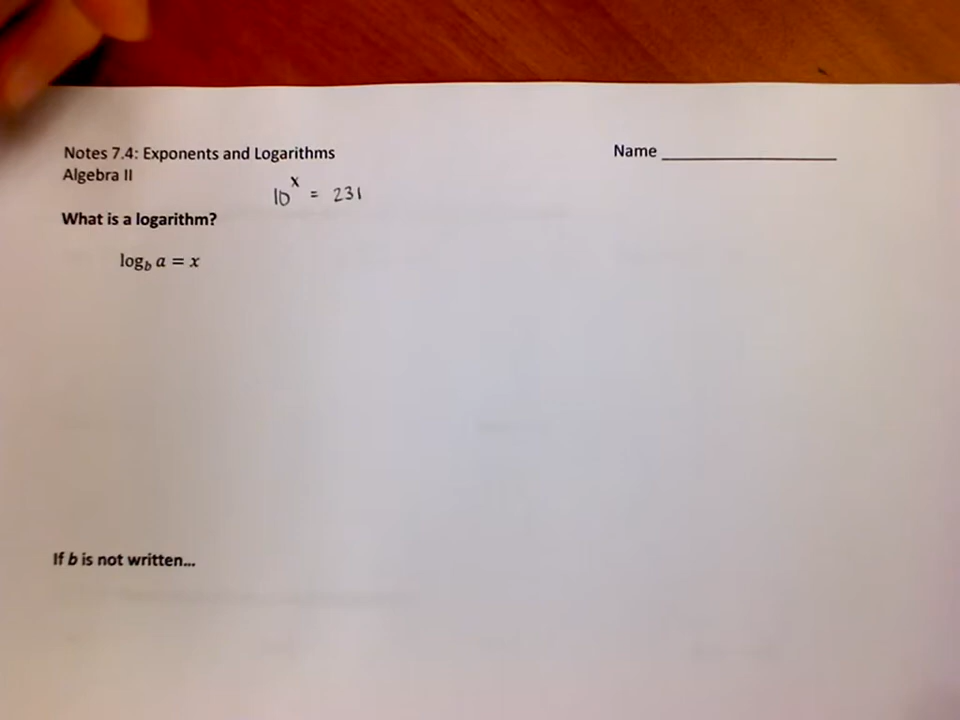 Notes 7.4: Exponents and Logarithms
Name ____________________
Algebra II
10^x = 231
What is a logarithm?
log_b a = x
If b is not written...